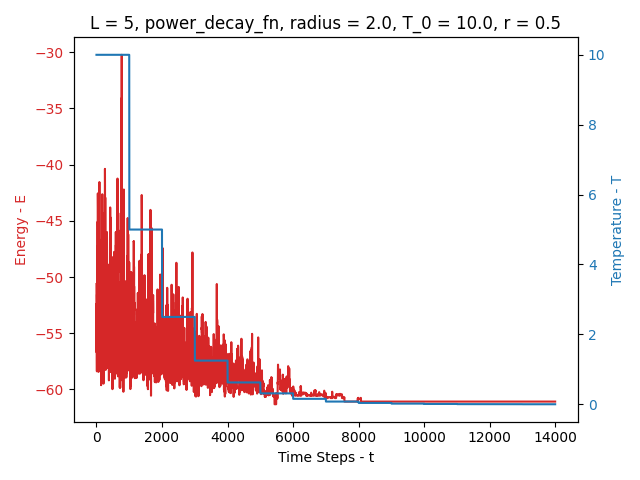 L = 5, power_decay_fn, radius = 2.0, T_0 = 10.0, r = 0.5
−30
−35
−40
−45
−50
−55
−60
Energy - E
10
8
6
4
2
0
Temperature - T
0 2000 4000 6000 8000 10000 12000 14000
Time Steps - t